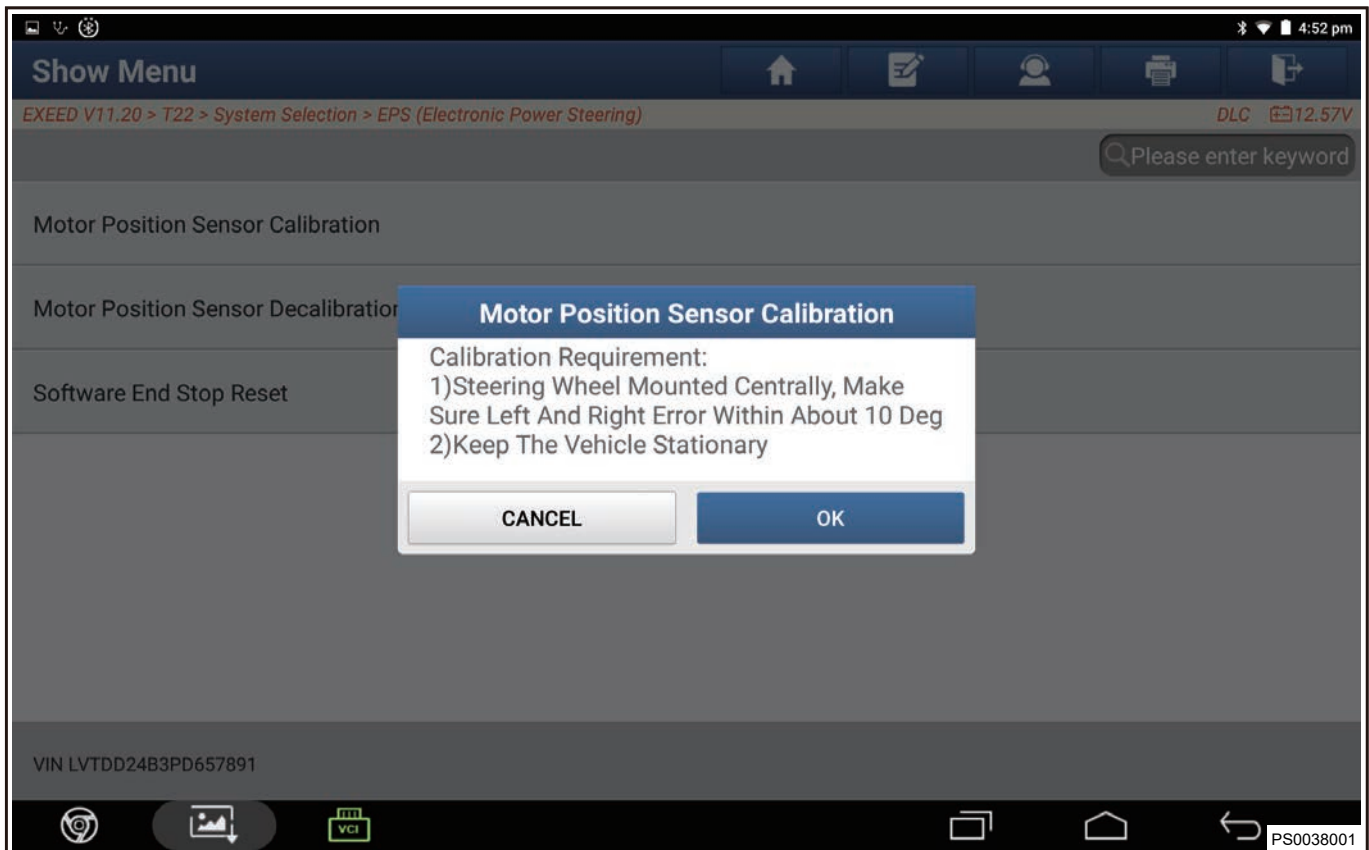 4:52 pm
Show Menu
EXEED V11.20 > T22 > System Selection > EPS (Electronic Power Steering)
DLC 12.57V
Please enter keyword
Motor Position Sensor Calibration
Motor Position Sensor Decalibration
Software End Stop Reset
Motor Position Sensor Calibration
Calibration Requirement:
1)Steering Wheel Mounted Centrally, Make
Sure Left And Right Error Within About 10 Deg
2)Keep The Vehicle Stationary
CANCEL
OK
VIN LVTDD24B3PD657891
VCI
PS0038001